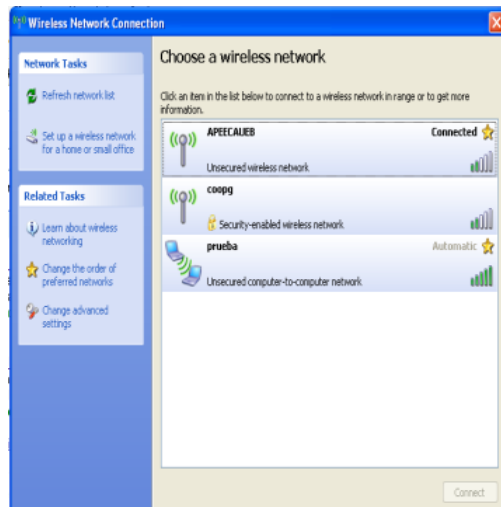 Wireless Network Connection
Network Tasks
Refresh network list
Set up a wireless network
for a home or small office
Related Tasks
Learn about wireless
networking
Change the order of
preferred networks
Change advanced
settings
Choose a wireless network
Click an item in the list below to connect to a wireless network in range or to get more
information.
APEECAUEB Connected
Unsecured wireless network
coopg
Security-enabled wireless network
prueba Automatic
Unsecured computer-to-computer network
Connect